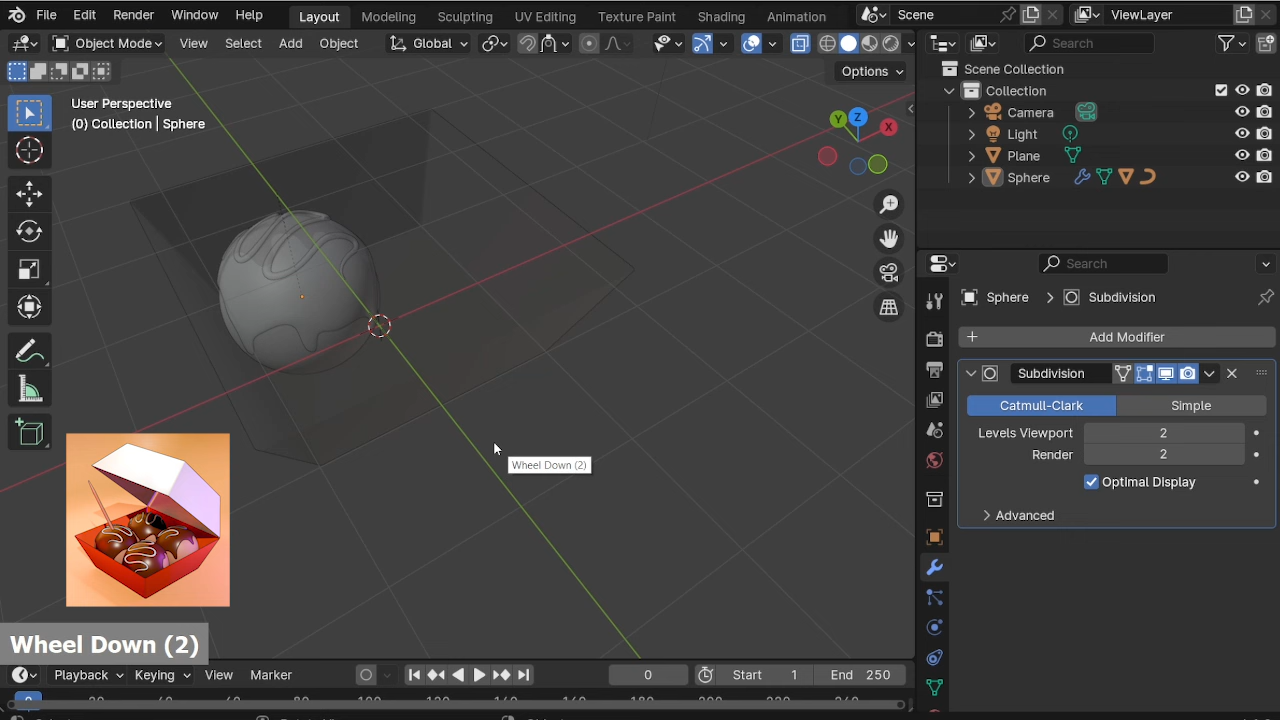 File Edit Render Window Help Layout Modeling Sculpting UV Editing Texture Paint Shading Animation Scene ViewLayer
Object Mode View Select Add Object Global Search
Options
User Perspective
(0) Collection | Sphere
Y Z X
Scene Collection
Collection
Camera
Light
Plane
Sphere
Search
Sphere > Subdivision
+ Add Modifier
Subdivision
Catmull-Clark Simple
Levels Viewport 2
Render 2
Optimal Display
Advanced
Wheel Down (2)
Wheel Down (2)
Playback Keying View Marker 0 Start 1 End 250